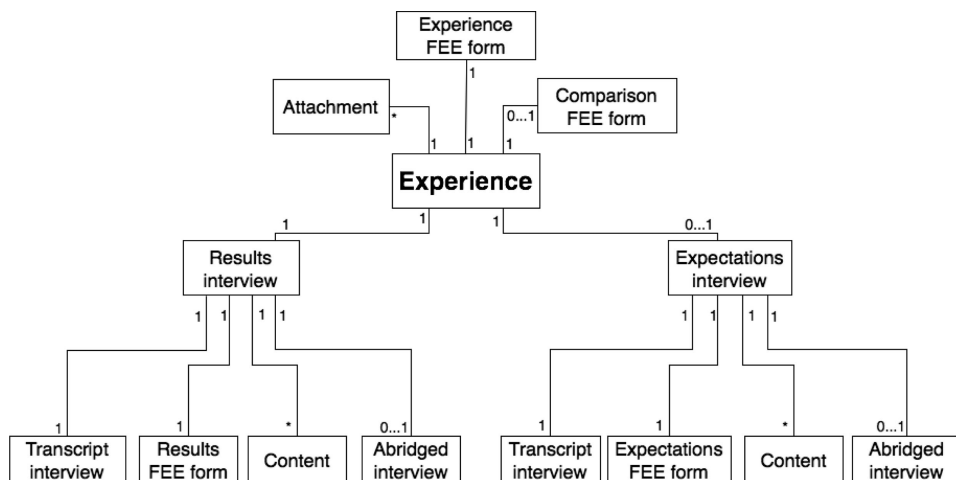 Experience
FEE form
1
Attachment
*
Comparison
FEE form
0...1
1
1
1
Experience
1
1
1
0...1
Results
interview
Expectations
interview
1
1
1
1
1
1
1
1
1
1
*
0...1
1
1
*
0...1
Transcript
interview
Results
FEE form
Content
Abridged
interview
Transcript
interview
Expectations
FEE form
Content
Abridged
interview